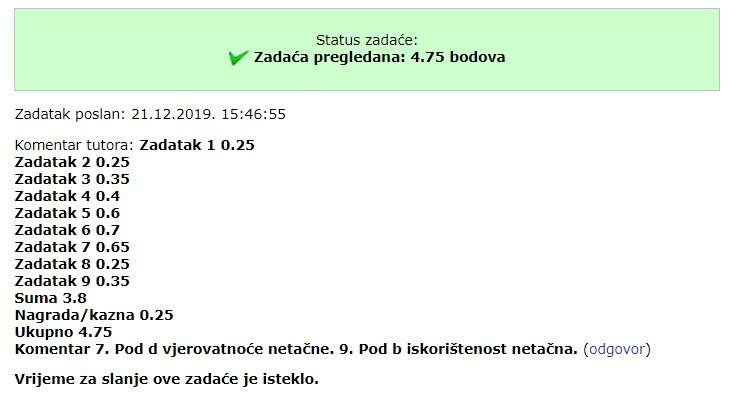 Status zadaće:
Zadaća pregledana: 4.75 bodova
Zadatak poslan: 21.12.2019. 15:46:55
Komentar tutora: Zadatak 1 0.25
Zadatak 2 0.25
Zadatak 3 0.35
Zadatak 4 0.4
Zadatak 5 0.6
Zadatak 6 0.7
Zadatak 7 0.65
Zadatak 8 0.25
Zadatak 9 0.35
Suma 3.8
Nagrada/kazna 0.25
Ukupno 4.75
Komentar 7. Pod d vjerovatnoće netačne. 9. Pod b iskorištenost netačna. (odgovor)
Vrijeme za slanje ove zadaće je isteklo.